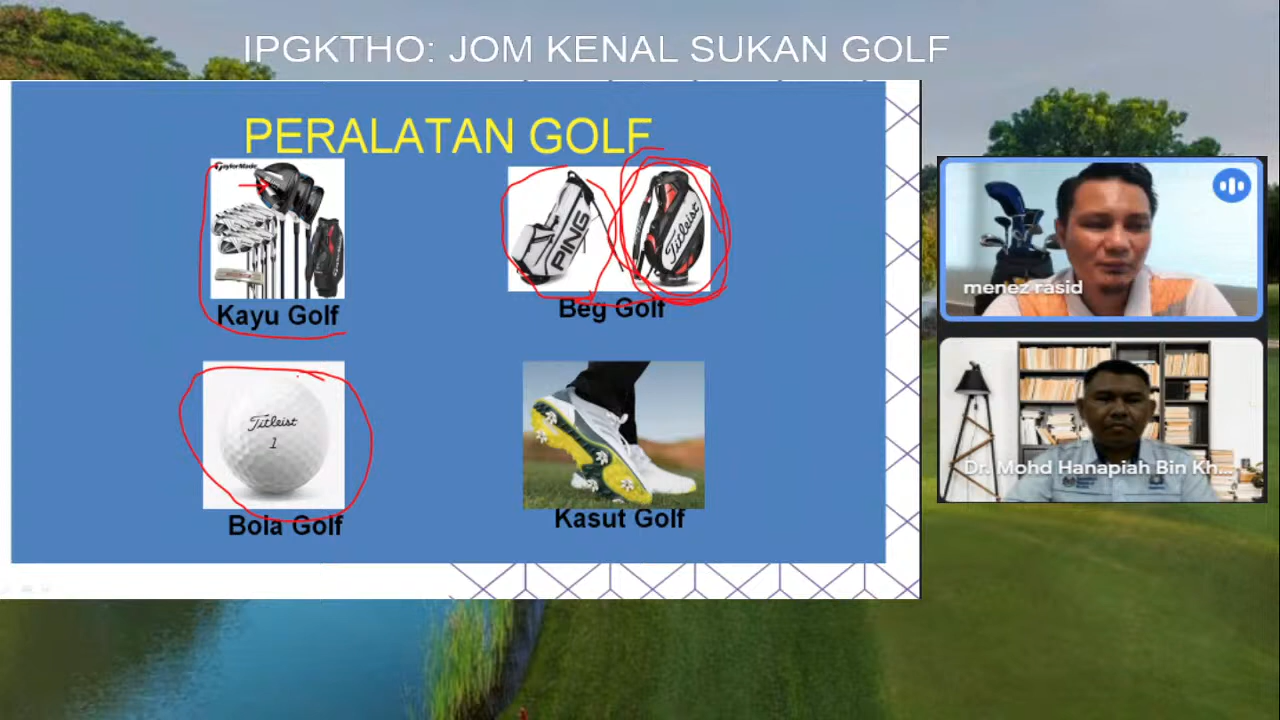 IPGKTHO: JOM KENAL SUKAN GOLF
PERALATAN GOLF
TaylorMade
PING
Titleist
Kayu Golf
Beg Golf
Titleist
1
Bola Golf
Kasut Golf
menez rasid
Dr. Mohd Hanapiah Bin Kh...